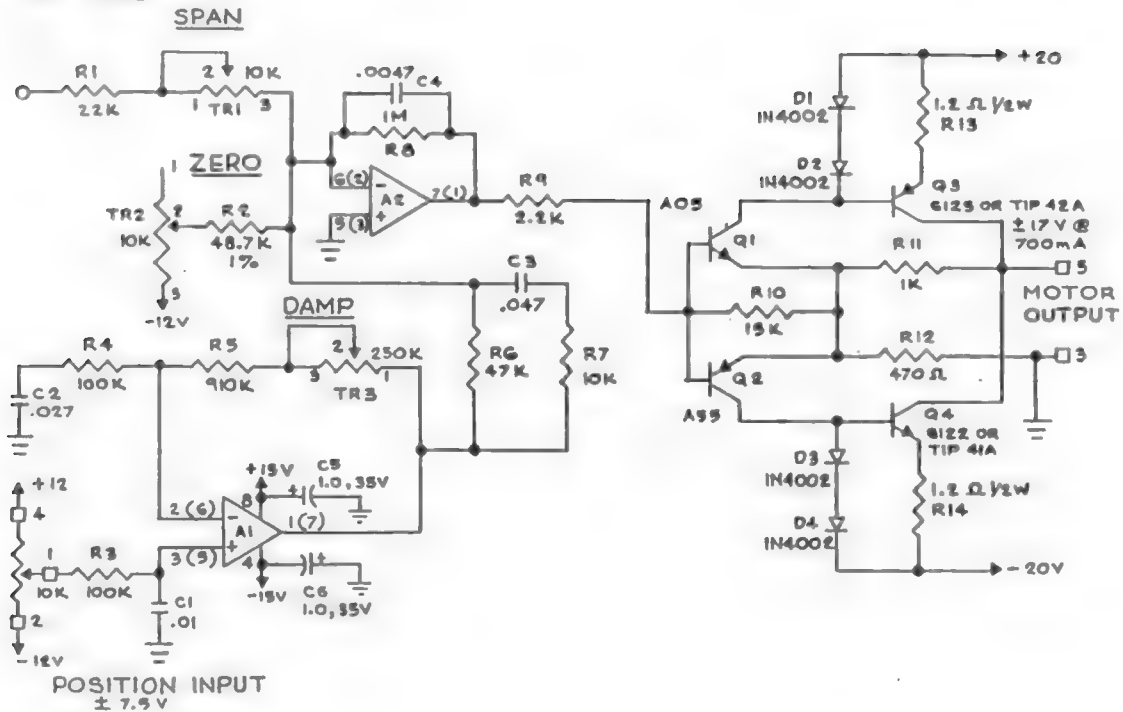 SPAN
R1
22K
2 10K
1 TR1 3
.0047 C4
1M
R8
6(2)
5(3)
A2
7(1)
R9
2.2K
ZERO
1
TR2
10K
2
3
-12V
R2
48.7K
1%
C3
.047
DAMP
2 250K
3 TR3 1
R4
100K
R5
910K
R6
47K
R7
10K
C2
.027
+12
4
1
10K
2
-12V
R3
100K
C1
.01
2 (6)
3 (5)
A1
8
4
1(7)
+15V
-15V
C5
1.0, 35V
C6
1.0, 35V
POSITION INPUT
± 7.5 V
A05
Q1
R10
15K
Q2
A55
D1
1N4002
D2
1N4002
+20
1.2 Ω 1/2W
R13
Q3
6123 OR TIP 42A
± 17 V @
700mA
R11
1K
5
MOTOR
OUTPUT
3
R12
470Ω
Q4
6122 OR
TIP 41A
D3
1N4002
D4
1N4002
1.2 Ω 1/2W
R14
-20V